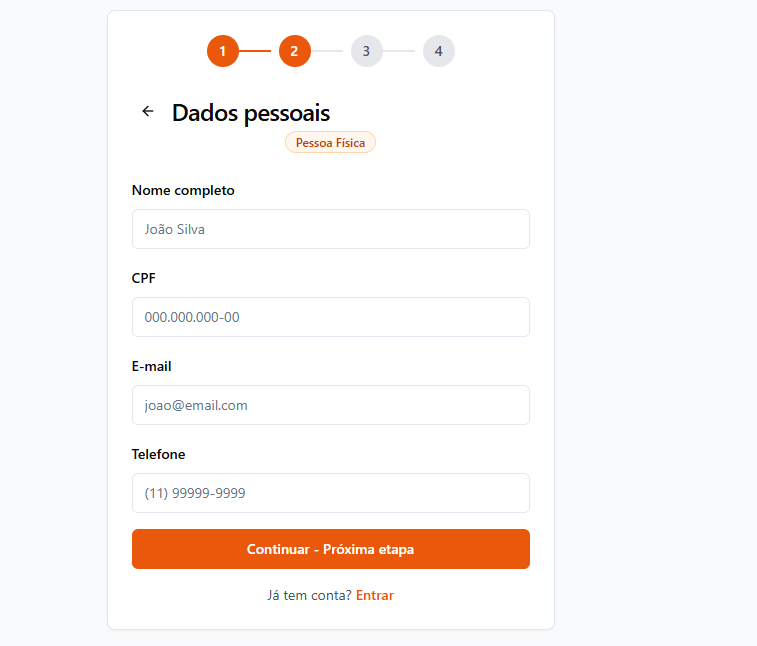 1 2 3 4
Dados pessoais
Pessoa Física
Nome completo
João Silva
CPF
000.000.000-00
E-mail
joao@email.com
Telefone
(11) 99999-9999
Continuar - Próxima etapa
Já tem conta? Entrar